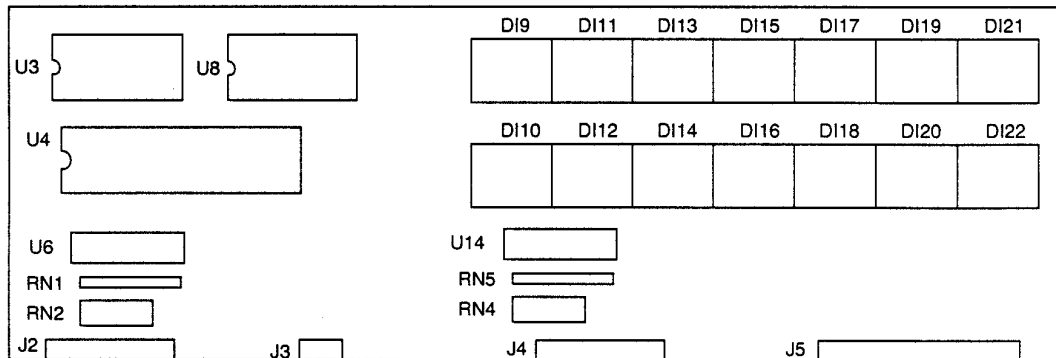 DI9 DI11 DI13 DI15 DI17 DI19 DI21
U3 U8
U4
DI10 DI12 DI14 DI16 DI18 DI20 DI22
U6 U14
RN1 RN5
RN2 RN4
J2 J3 J4 J5